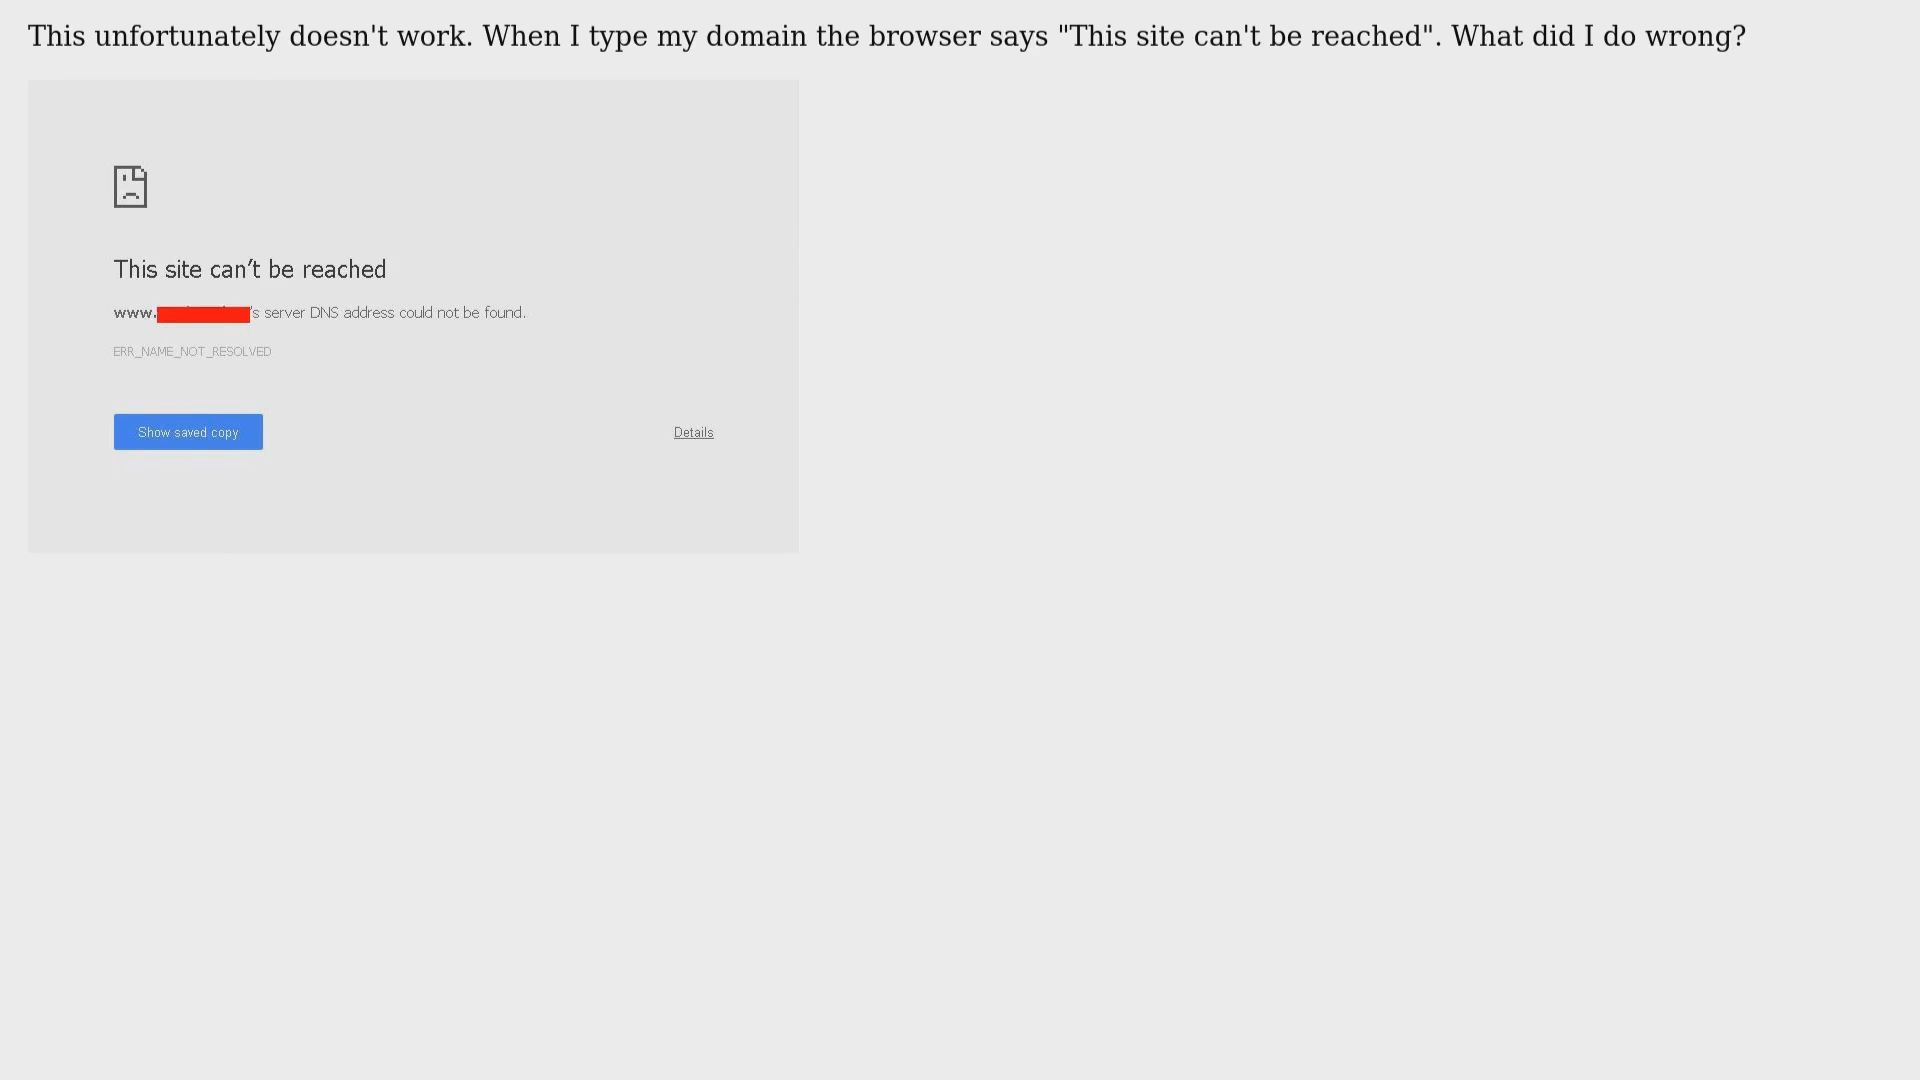 This unfortunately doesn't work. When I type my domain the browser says "This site can't be reached". What did I do wrong?
This site can’t be reached
www.'s server DNS address could not be found.
ERR_NAME_NOT_RESOLVED
Show saved copy
Details